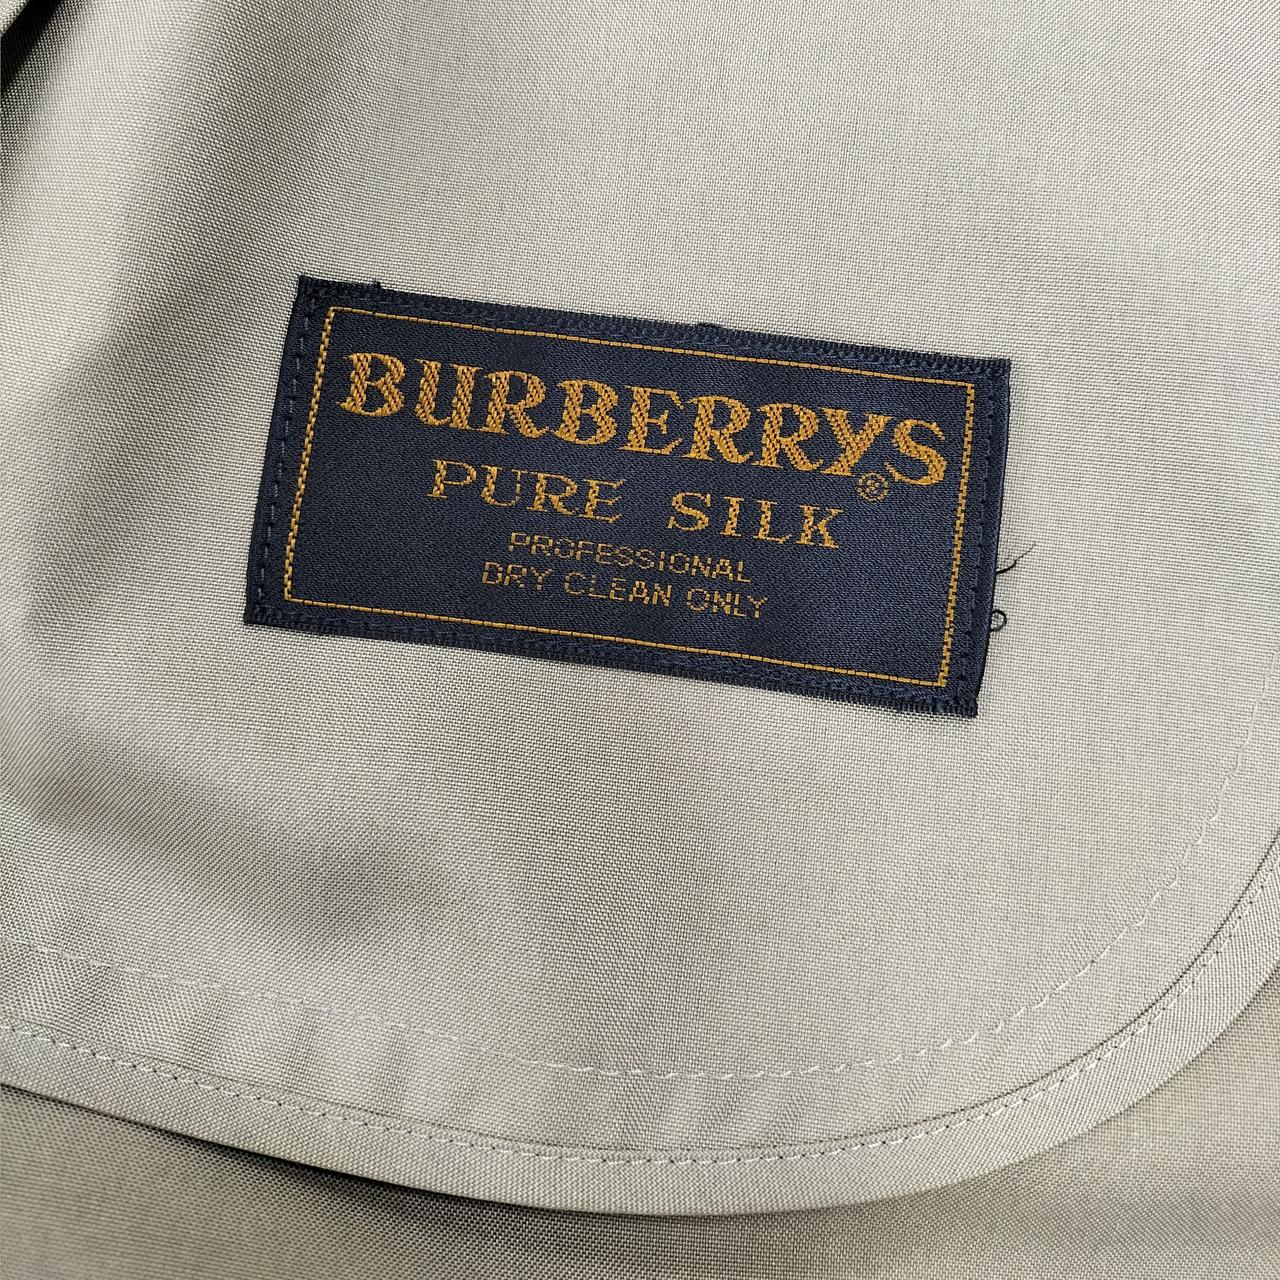 BURBERRYS®
PURE SILK
PROFESSIONAL
DRY CLEAN ONLY